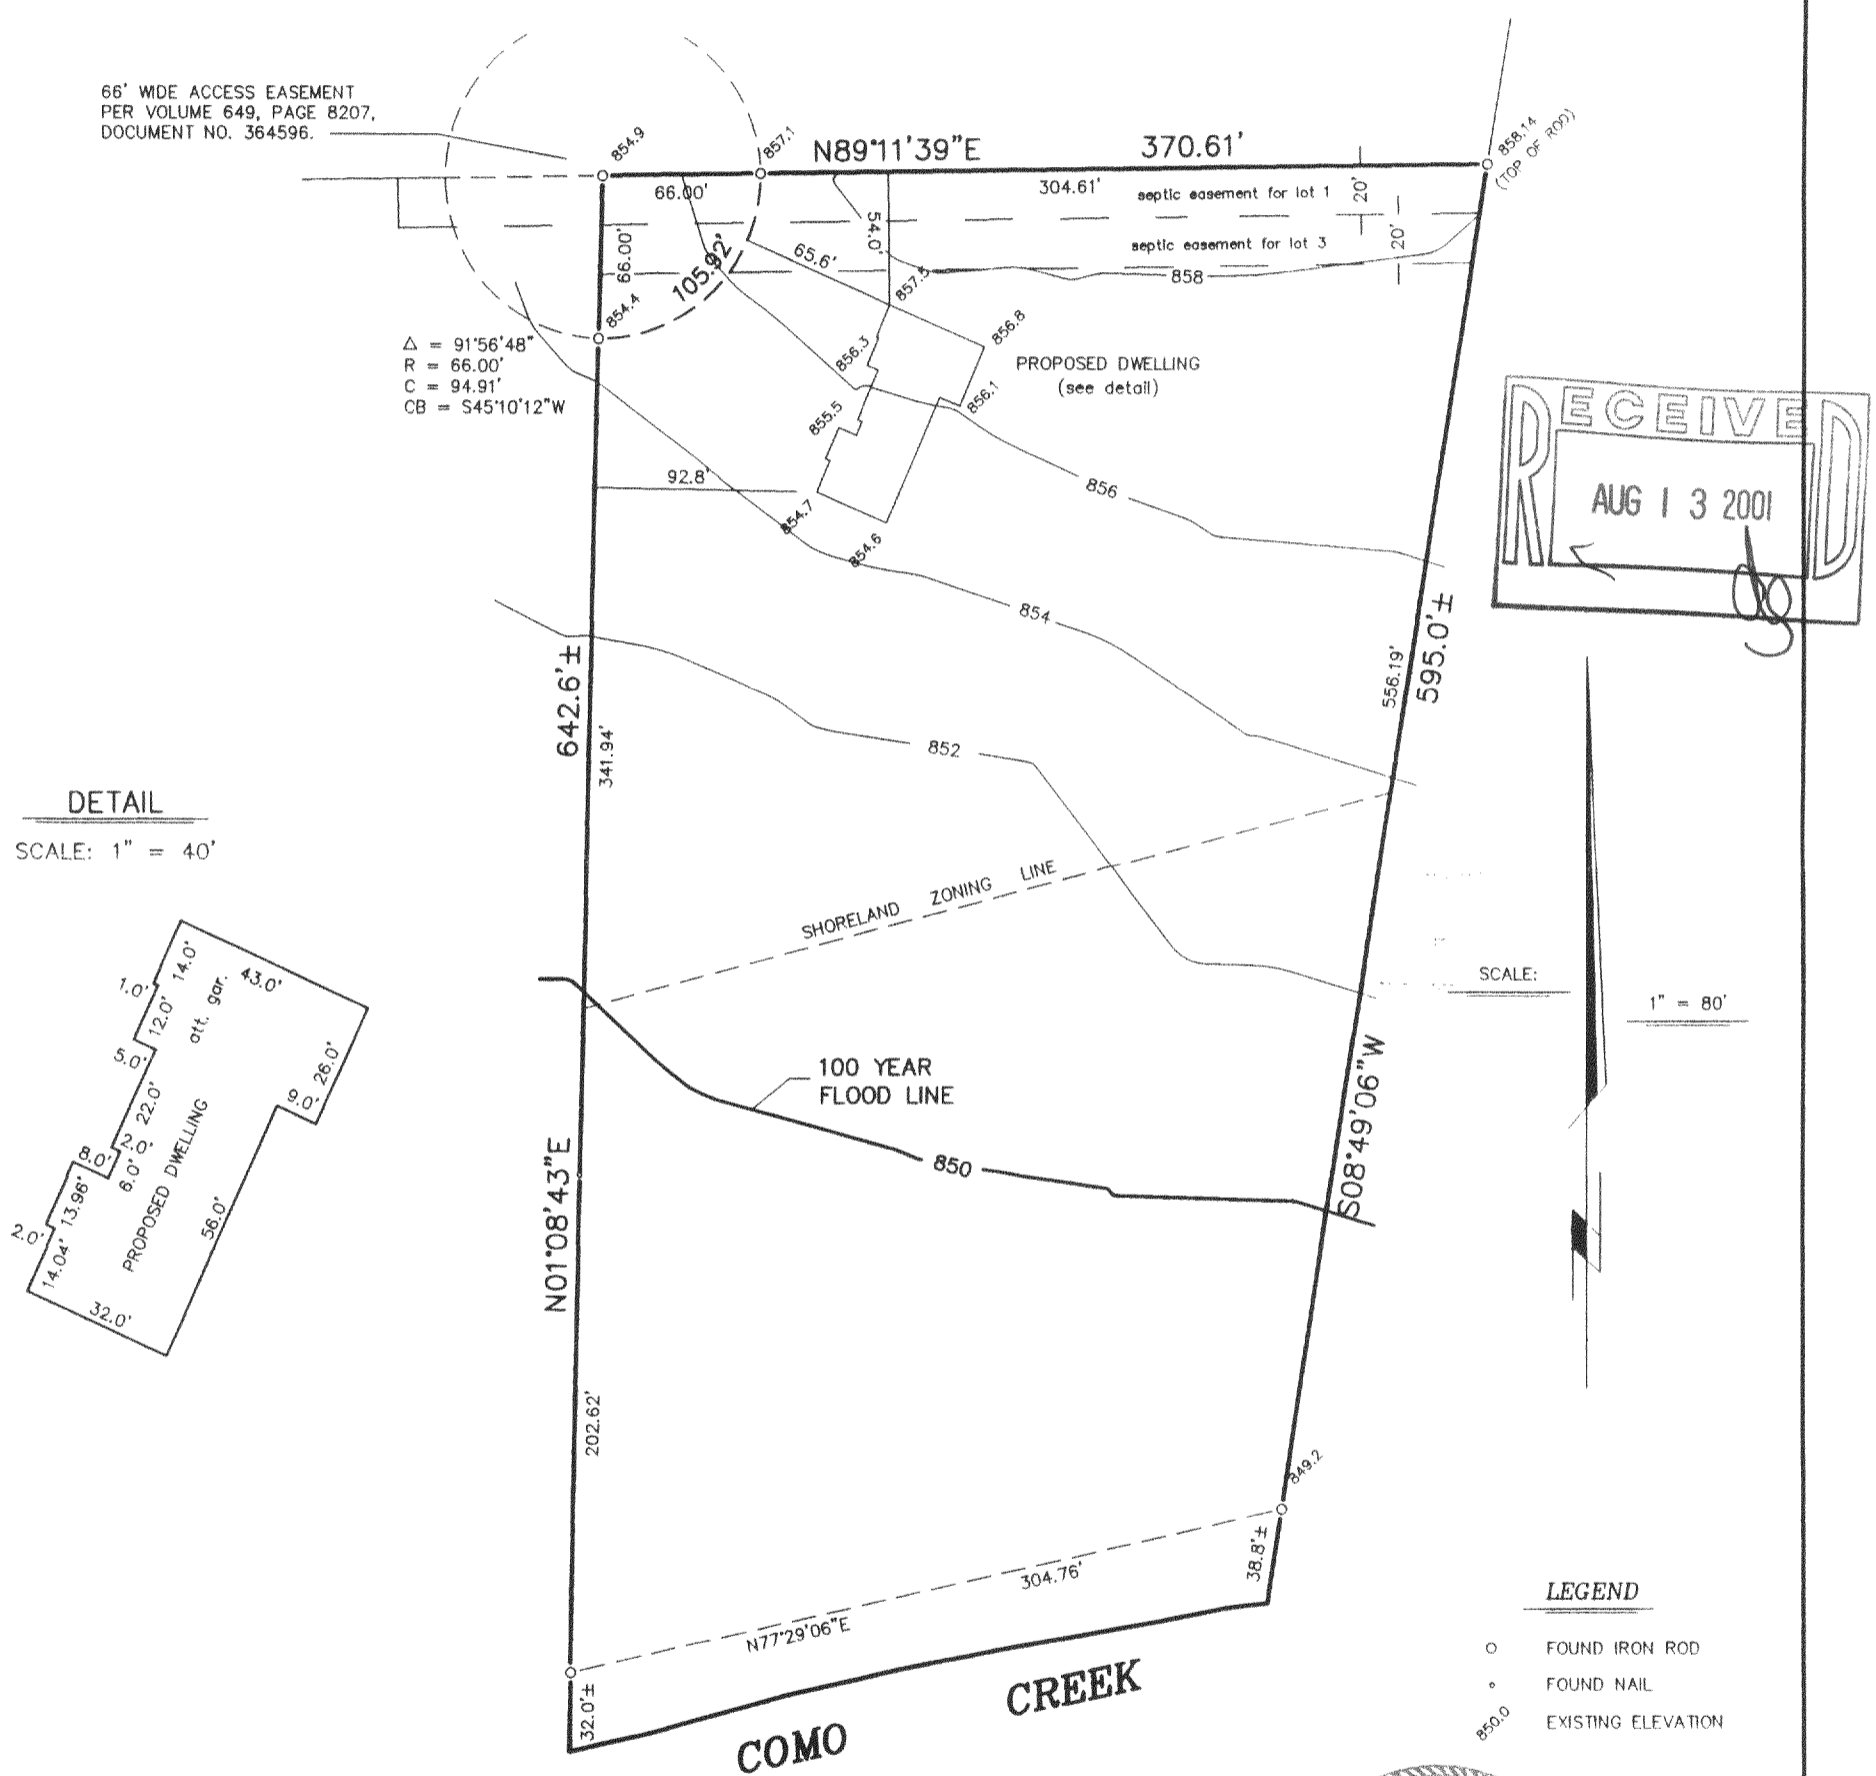 66' WIDE ACCESS EASEMENT
PER VOLUME 649, PAGE 8207,
DOCUMENT NO. 364596.
854.9
857.1
N89°11'39"E
370.61'
858.14
(TOP OF ROD)
66.00'
304.61'
septic easement for lot 1
20'
septic easement for lot 3
20'
69.00'
105.92'
65.6'
54.0'
857.5
858
854.4
Δ = 91°56'48"
R = 66.00'
C = 94.91'
CB = S45°10'12"W
856.3
856.8
PROPOSED DWELLING
(see detail)
856.1
855.5
92.8'
854.7
854.6
856
854
852
RECEIVED
AUG 13 2001
642.6'±
341.94'
556.19'
595.0'±
DETAIL
SCALE: 1" = 40'
14.0'
43.0'
1.0'
12.0'
att. gar.
5.0'
26.0'
9.0'
22.0'
2.0'
8.0'
6.0'
PROPOSED DWELLING
13.96'
56.0'
2.0'
14.04'
32.0'
SHORELAND ZONING LINE
SCALE:
1" = 80'
100 YEAR
FLOOD LINE
850
N01°08'43"E
S08°49'06"W
202.62'
849.2
38.8'±
304.76'
N77°29'06"E
32.0'±
COMO CREEK
LEGEND
FOUND IRON ROD
FOUND NAIL
850.0 EXISTING ELEVATION